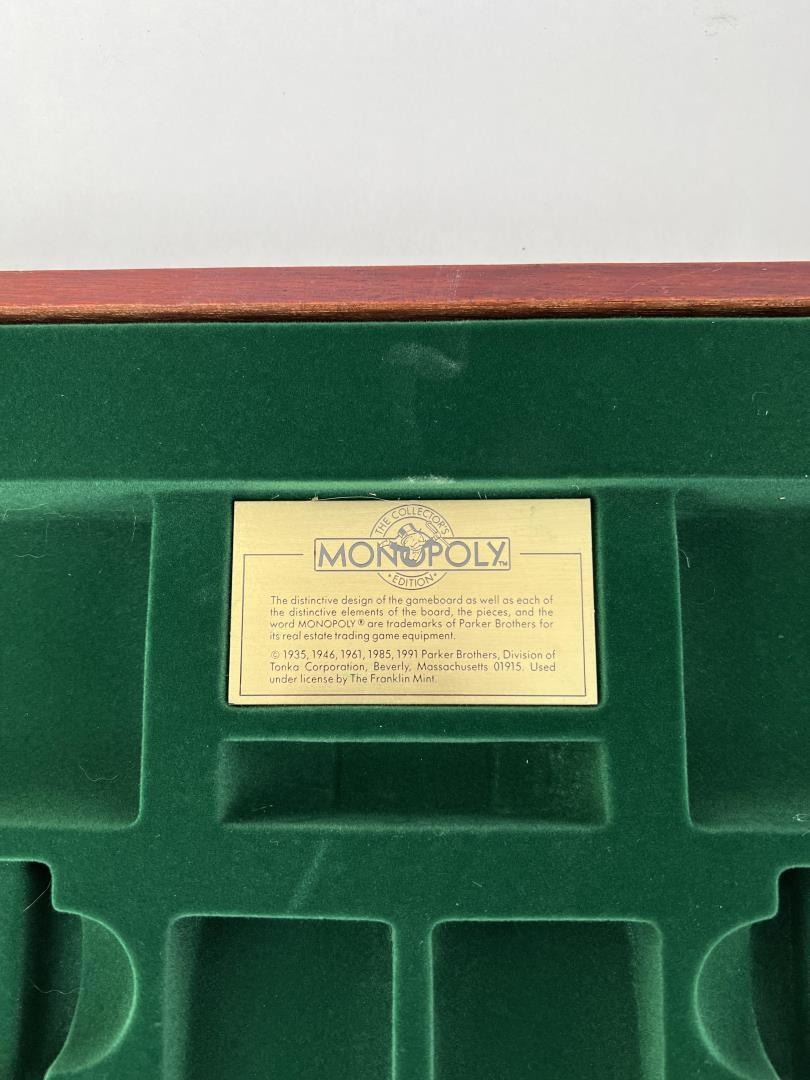 THE COLLECTOR'S
MONOPOLY™
EDITION
The distinctive design of the gameboard as well as each of
the distinctive elements of the board, the pieces, and the
word MONOPOLY® are trademarks of Parker Brothers for
its real estate trading game equipment.
© 1935, 1946, 1961, 1985, 1991 Parker Brothers, Division of
Tonka Corporation, Beverly, Massachusetts 01915. Used
under license by The Franklin Mint.